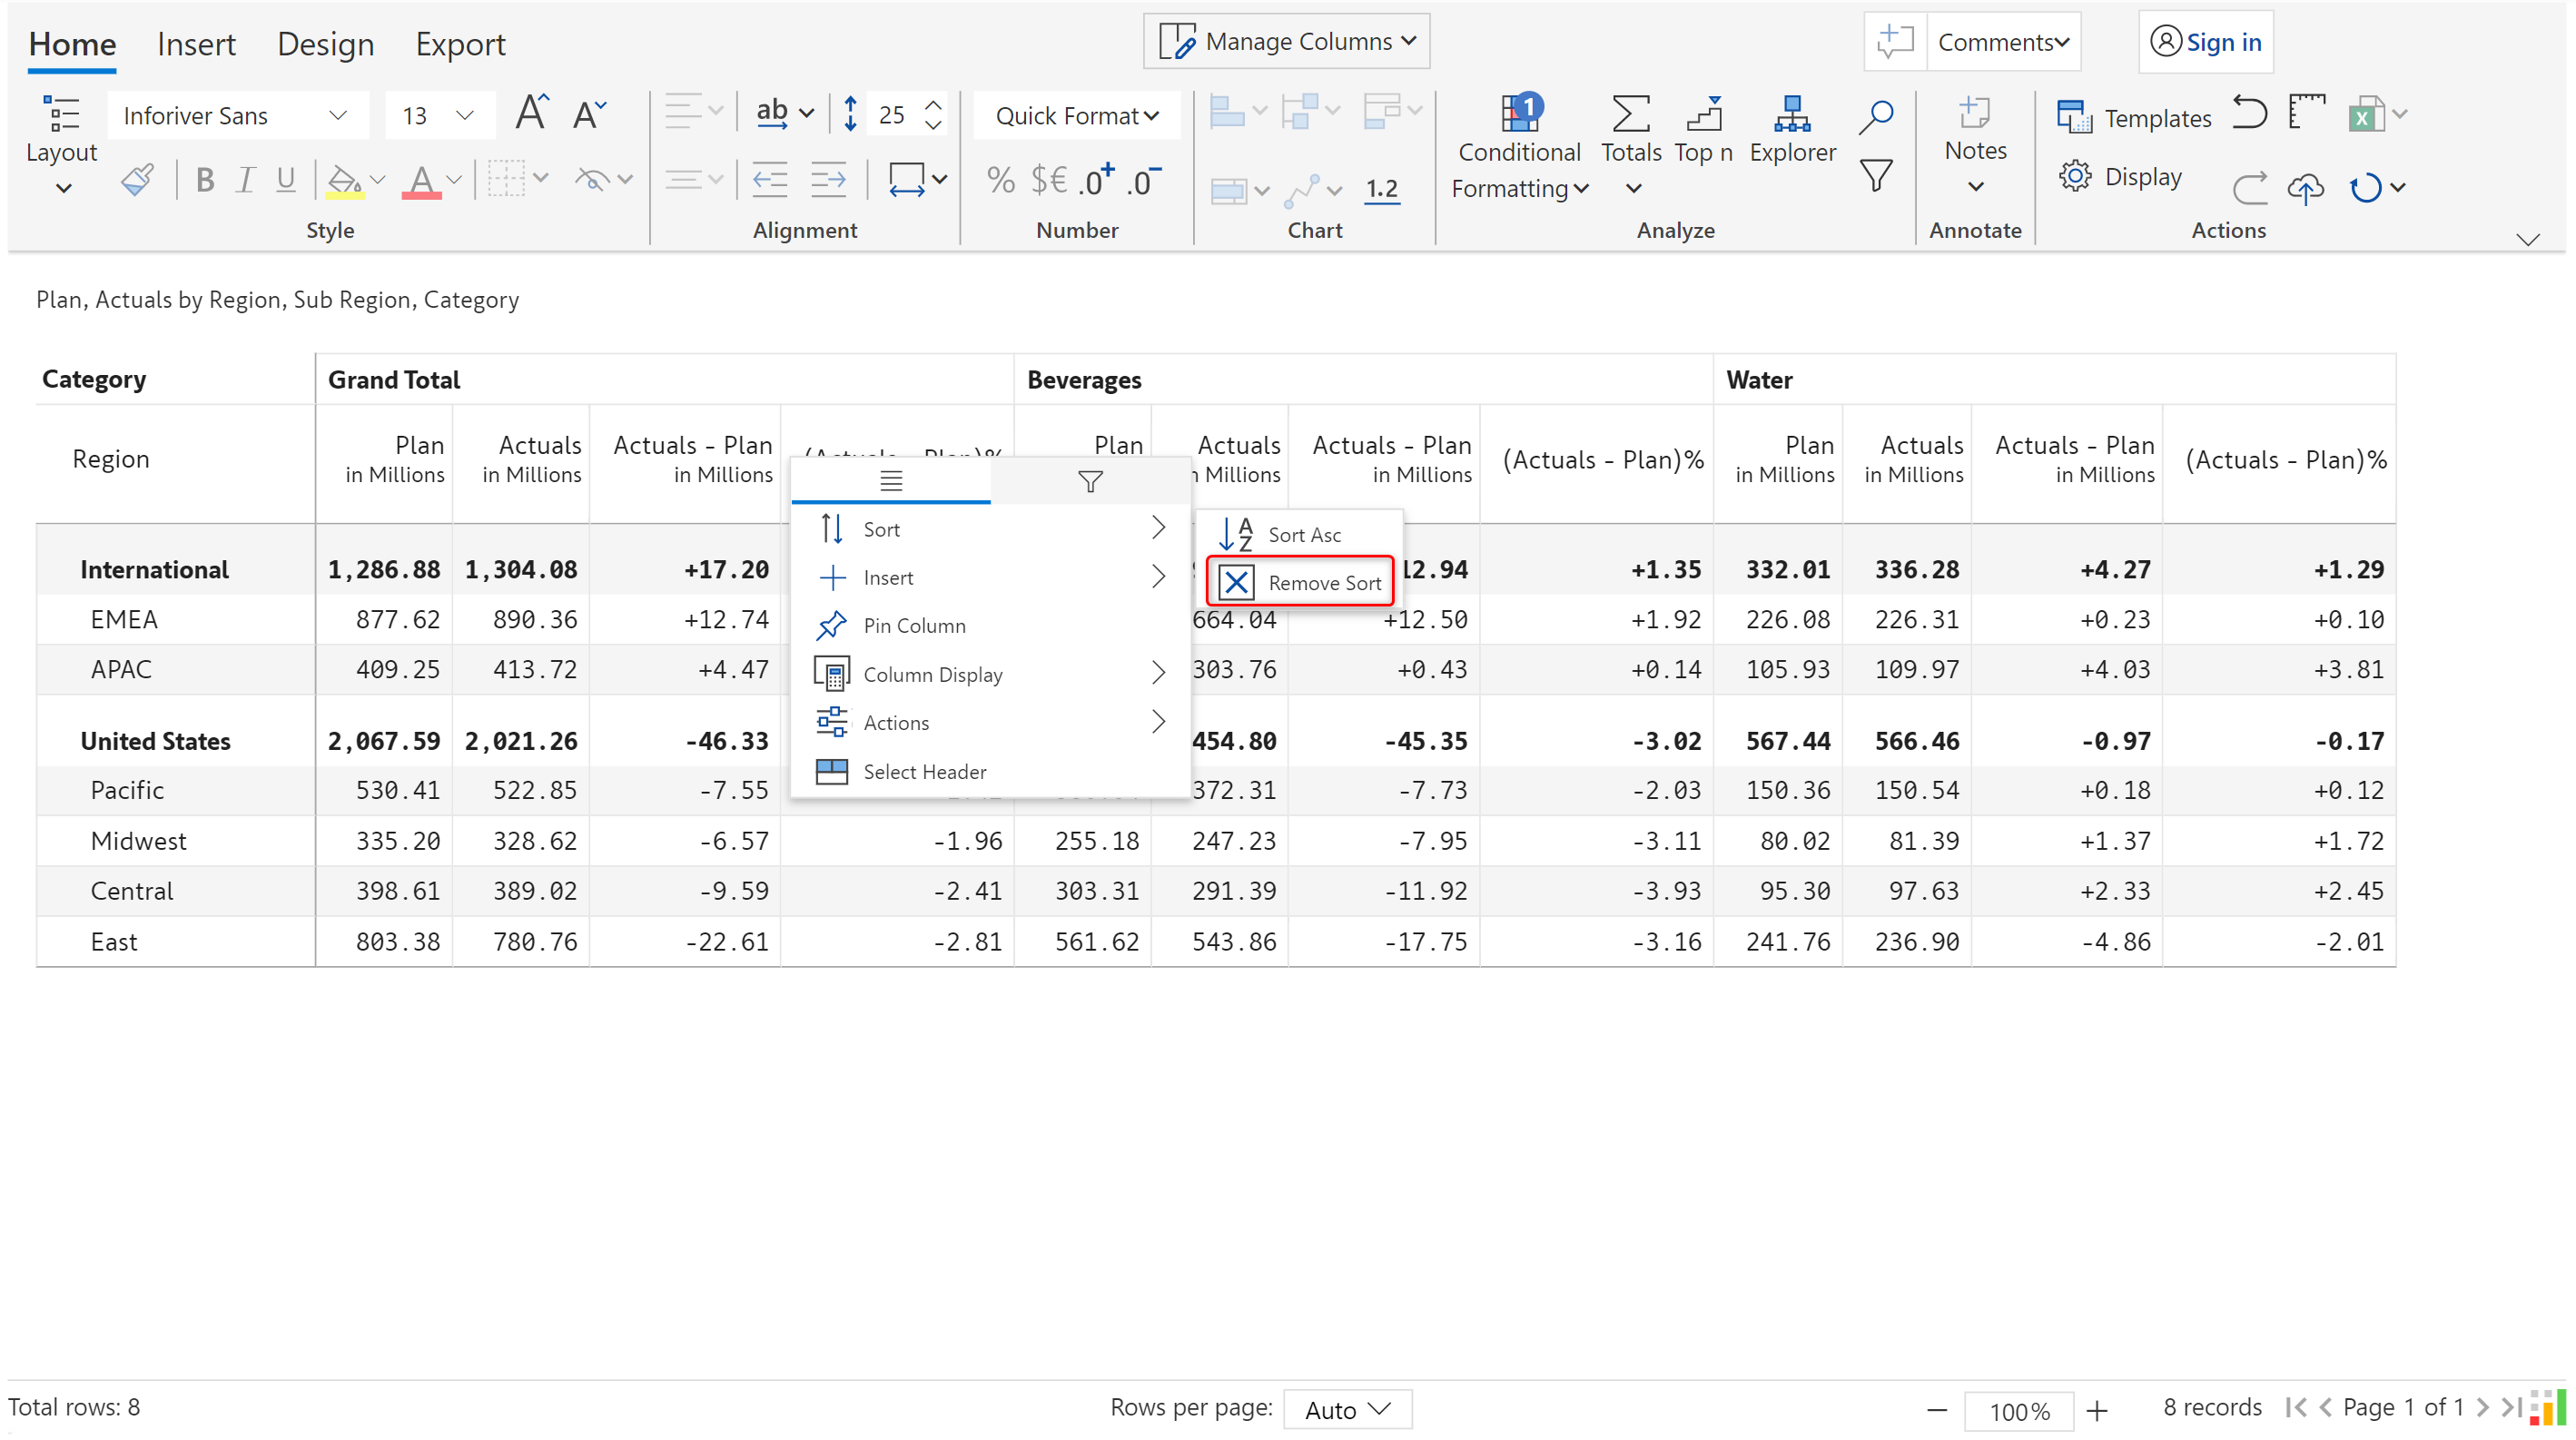 Home Insert Design Export Manage Columns Comments Sign in
Inforiver Sans 13 A A ab 25 Quick Format 1 Templates X
Layout Conditional Totals Top n Explorer Notes
B I U A % $€ .0+ .0- 1.2 Formatting Display
Style Alignment Number Chart Analyze Annotate Actions
Plan, Actuals by Region, Sub Region, Category
Category Grand Total Beverages Water
Region Plan Actuals Actuals - Plan Plan Actuals Actuals - Plan (Actuals - Plan)% Plan Actuals Actuals - Plan (Actuals - Plan)%
in Millions in Millions in Millions Millions in Millions in Millions in Millions in Millions
Sort
Insert
Pin Column
Column Display
Actions
Select Header
A Z Sort Asc
Remove Sort
International 1,286.88 1,304.08 +17.20 12.94 +1.35 332.01 336.28 +4.27 +1.29
EMEA 877.62 890.36 +12.74 664.04 +12.50 +1.92 226.08 226.31 +0.23 +0.10
APAC 409.25 413.72 +4.47 303.76 +0.43 +0.14 105.93 109.97 +4.03 +3.81
United States 2,067.59 2,021.26 -46.33 454.80 -45.35 -3.02 567.44 566.46 -0.97 -0.17
Pacific 530.41 522.85 -7.55 372.31 -7.73 -2.03 150.36 150.54 +0.18 +0.12
Midwest 335.20 328.62 -6.57 -1.96 255.18 247.23 -7.95 -3.11 80.02 81.39 +1.37 +1.72
Central 398.61 389.02 -9.59 -2.41 303.31 291.39 -11.92 -3.93 95.30 97.63 +2.33 +2.45
East 803.38 780.76 -22.61 -2.81 561.62 543.86 -17.75 -3.16 241.76 236.90 -4.86 -2.01
Total rows: 8 Rows per page: Auto 100% 8 records Page 1 of 1